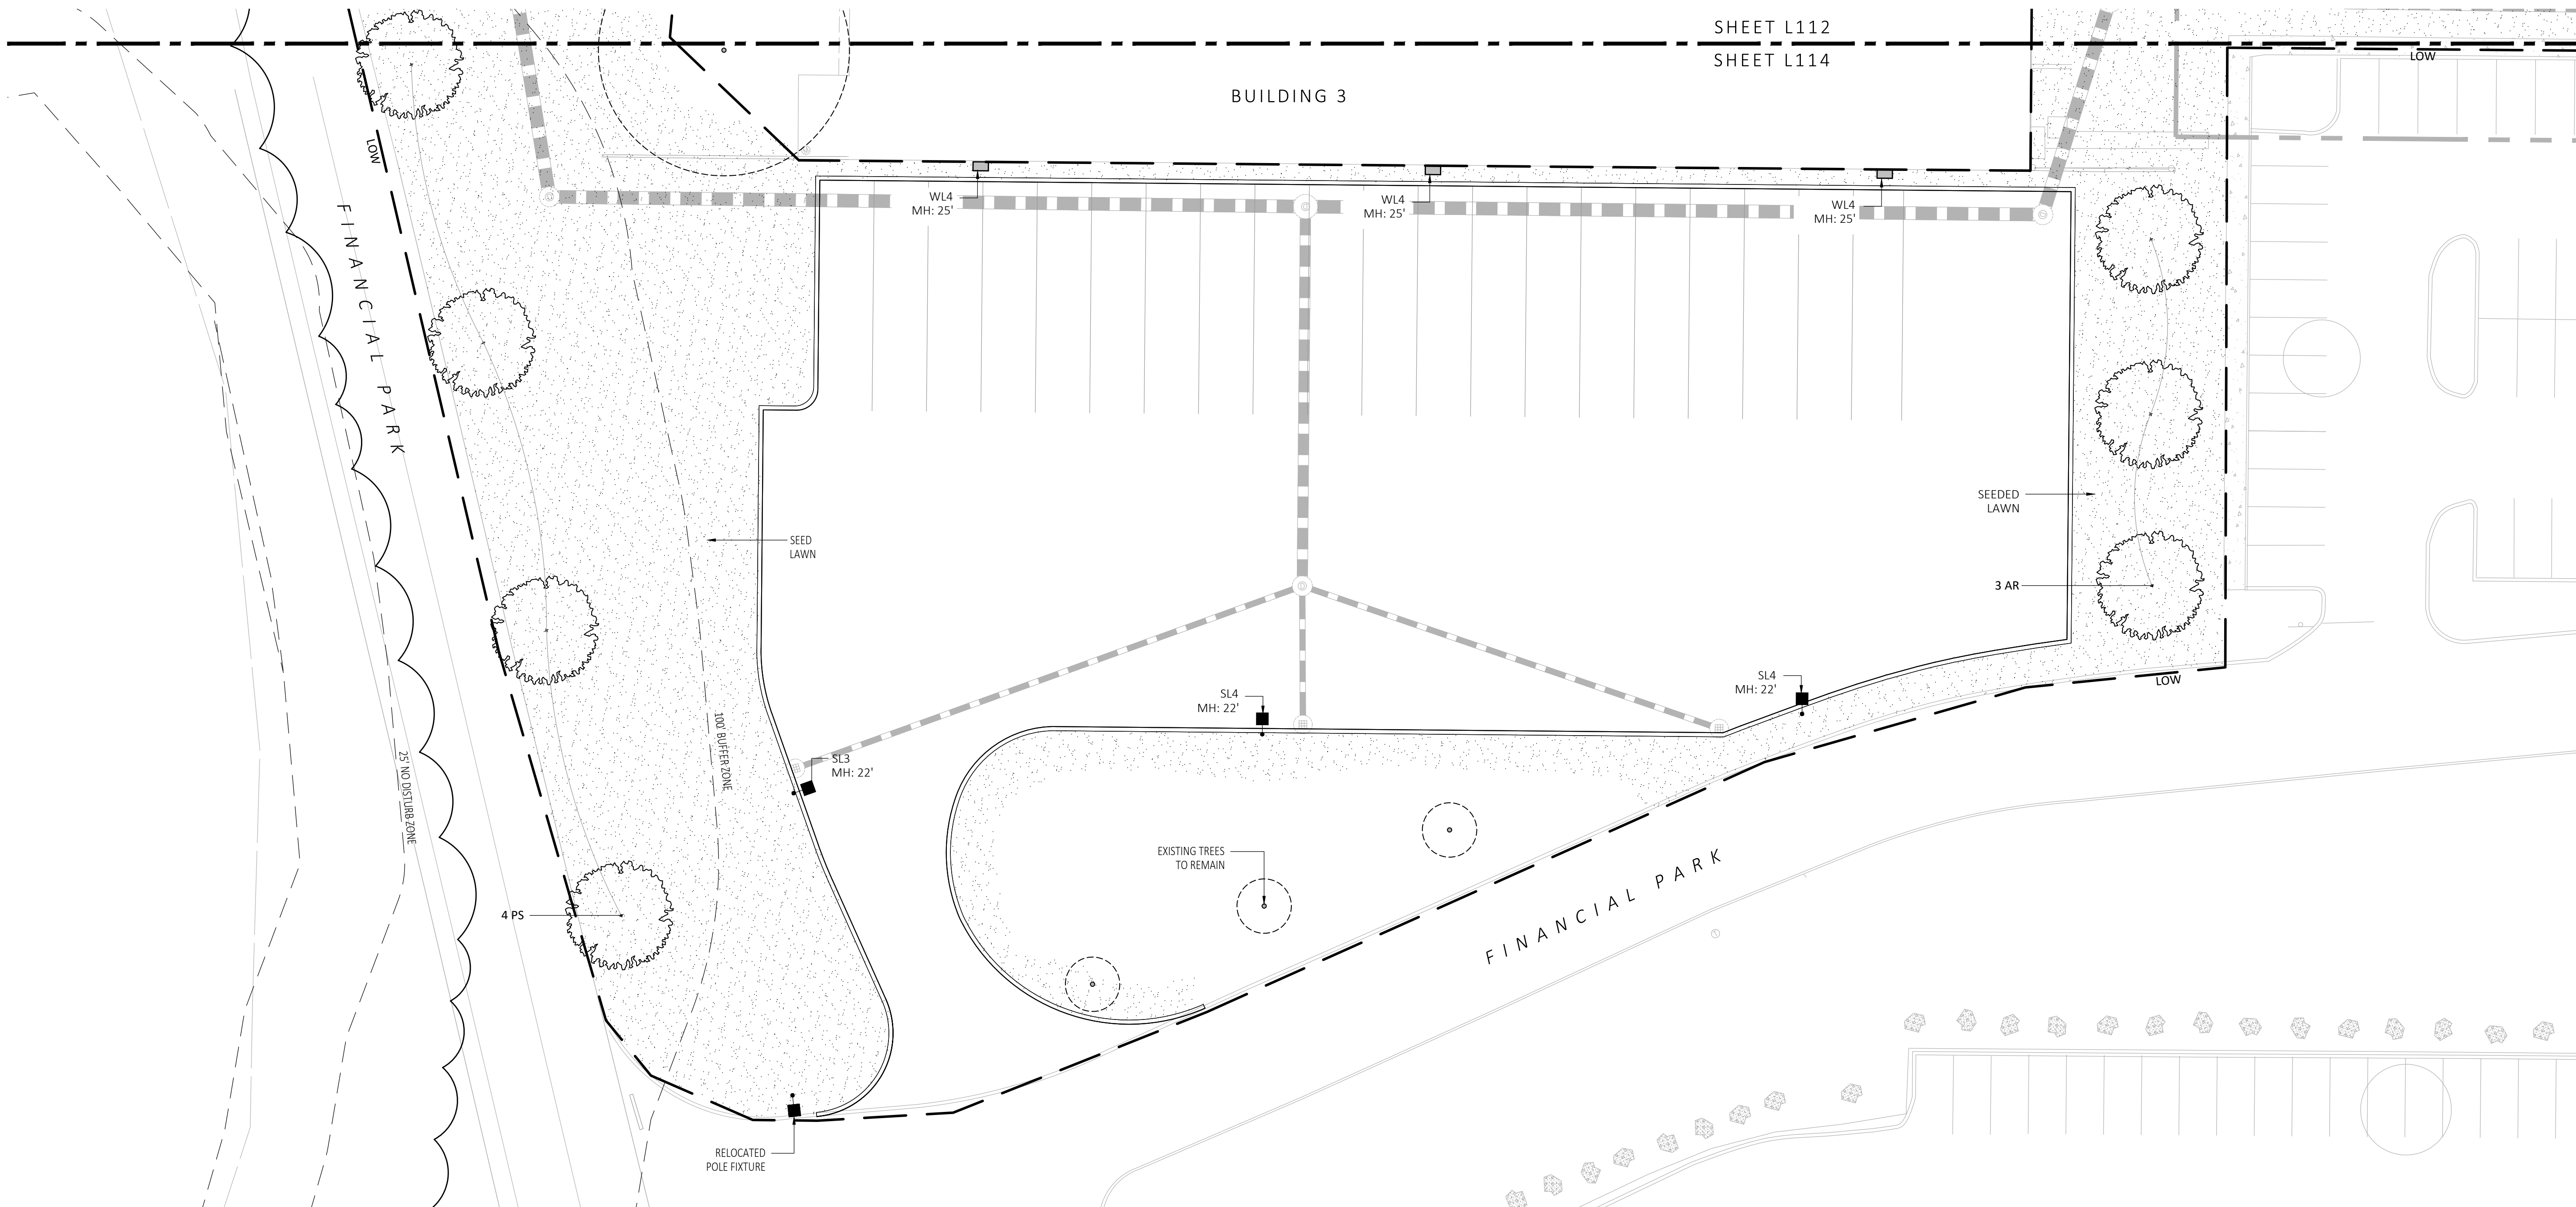 SHEET L112
SHEET L114
BUILDING 3
LOW
LOW
FINANCIAL PARK
WL4
MH: 25'
WL4
MH: 25'
WL4
MH: 25'
SEED
LAWN
SEEDED
LAWN
3 AR
SL4
MH: 22'
SL4
MH: 22'
LOW
100' BUFFER ZONE
25' NO DISTURB ZONE
SL3
MH: 22'
EXISTING TREES
TO REMAIN
FINANCIAL PARK
4 PS
RELOCATED
POLE FIXTURE